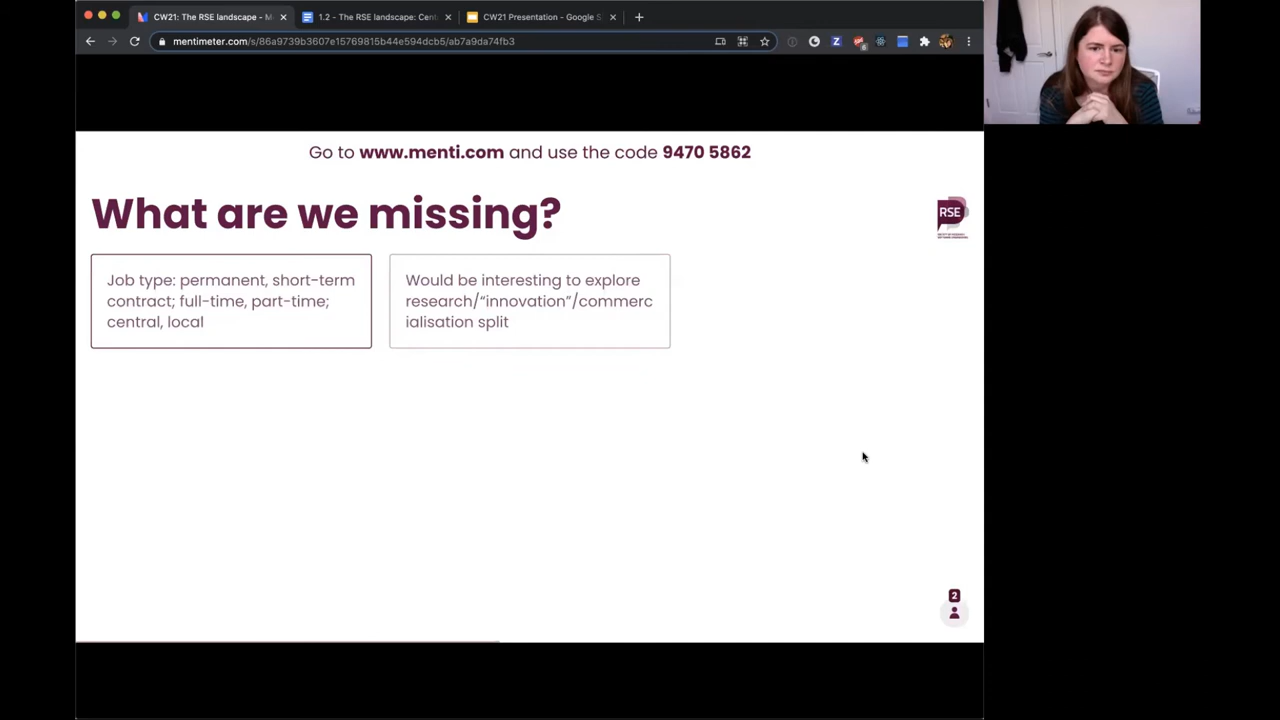 CW21: The RSE landscape - M
1.2 - The RSE landscape: Cent
CW21 Presentation - Google S
mentimeter.com/s/86a9739b3607e15769815b44e594dcb5/ab7a9da74fb3
Go to www.menti.com and use the code 9470 5862
What are we missing?
RSE
Job type: permanent, short-term
contract; full-time, part-time;
central, local
Would be interesting to explore
research/“innovation”/commerc
ialisation split
2